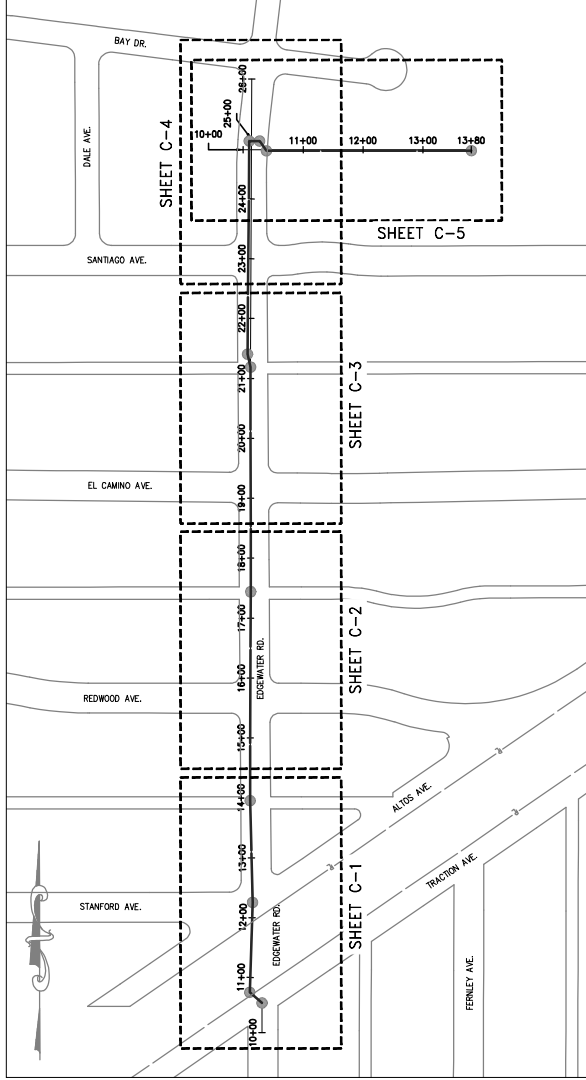 BAY DR.
26+00
25+00
10+00
11+00
12+00
13+00
13+80
DALE AVE.
SHEET C-4
24+00
SHEET C-5
23+00
SANTIAGO AVE.
22+00
21+00
SHEET C-3
20+00
EL CAMINO AVE.
19+00
18+00
17+00
SHEET C-2
EDGEWATER RD.
16+00
REDWOOD AVE.
15+00
14+00
ALTOS AVE.
13+00
TRACTION AVE.
SHEET C-1
STANFORD AVE.
12+00
EDGEWATER RD.
FERNLEY AVE.
11+00
10+00